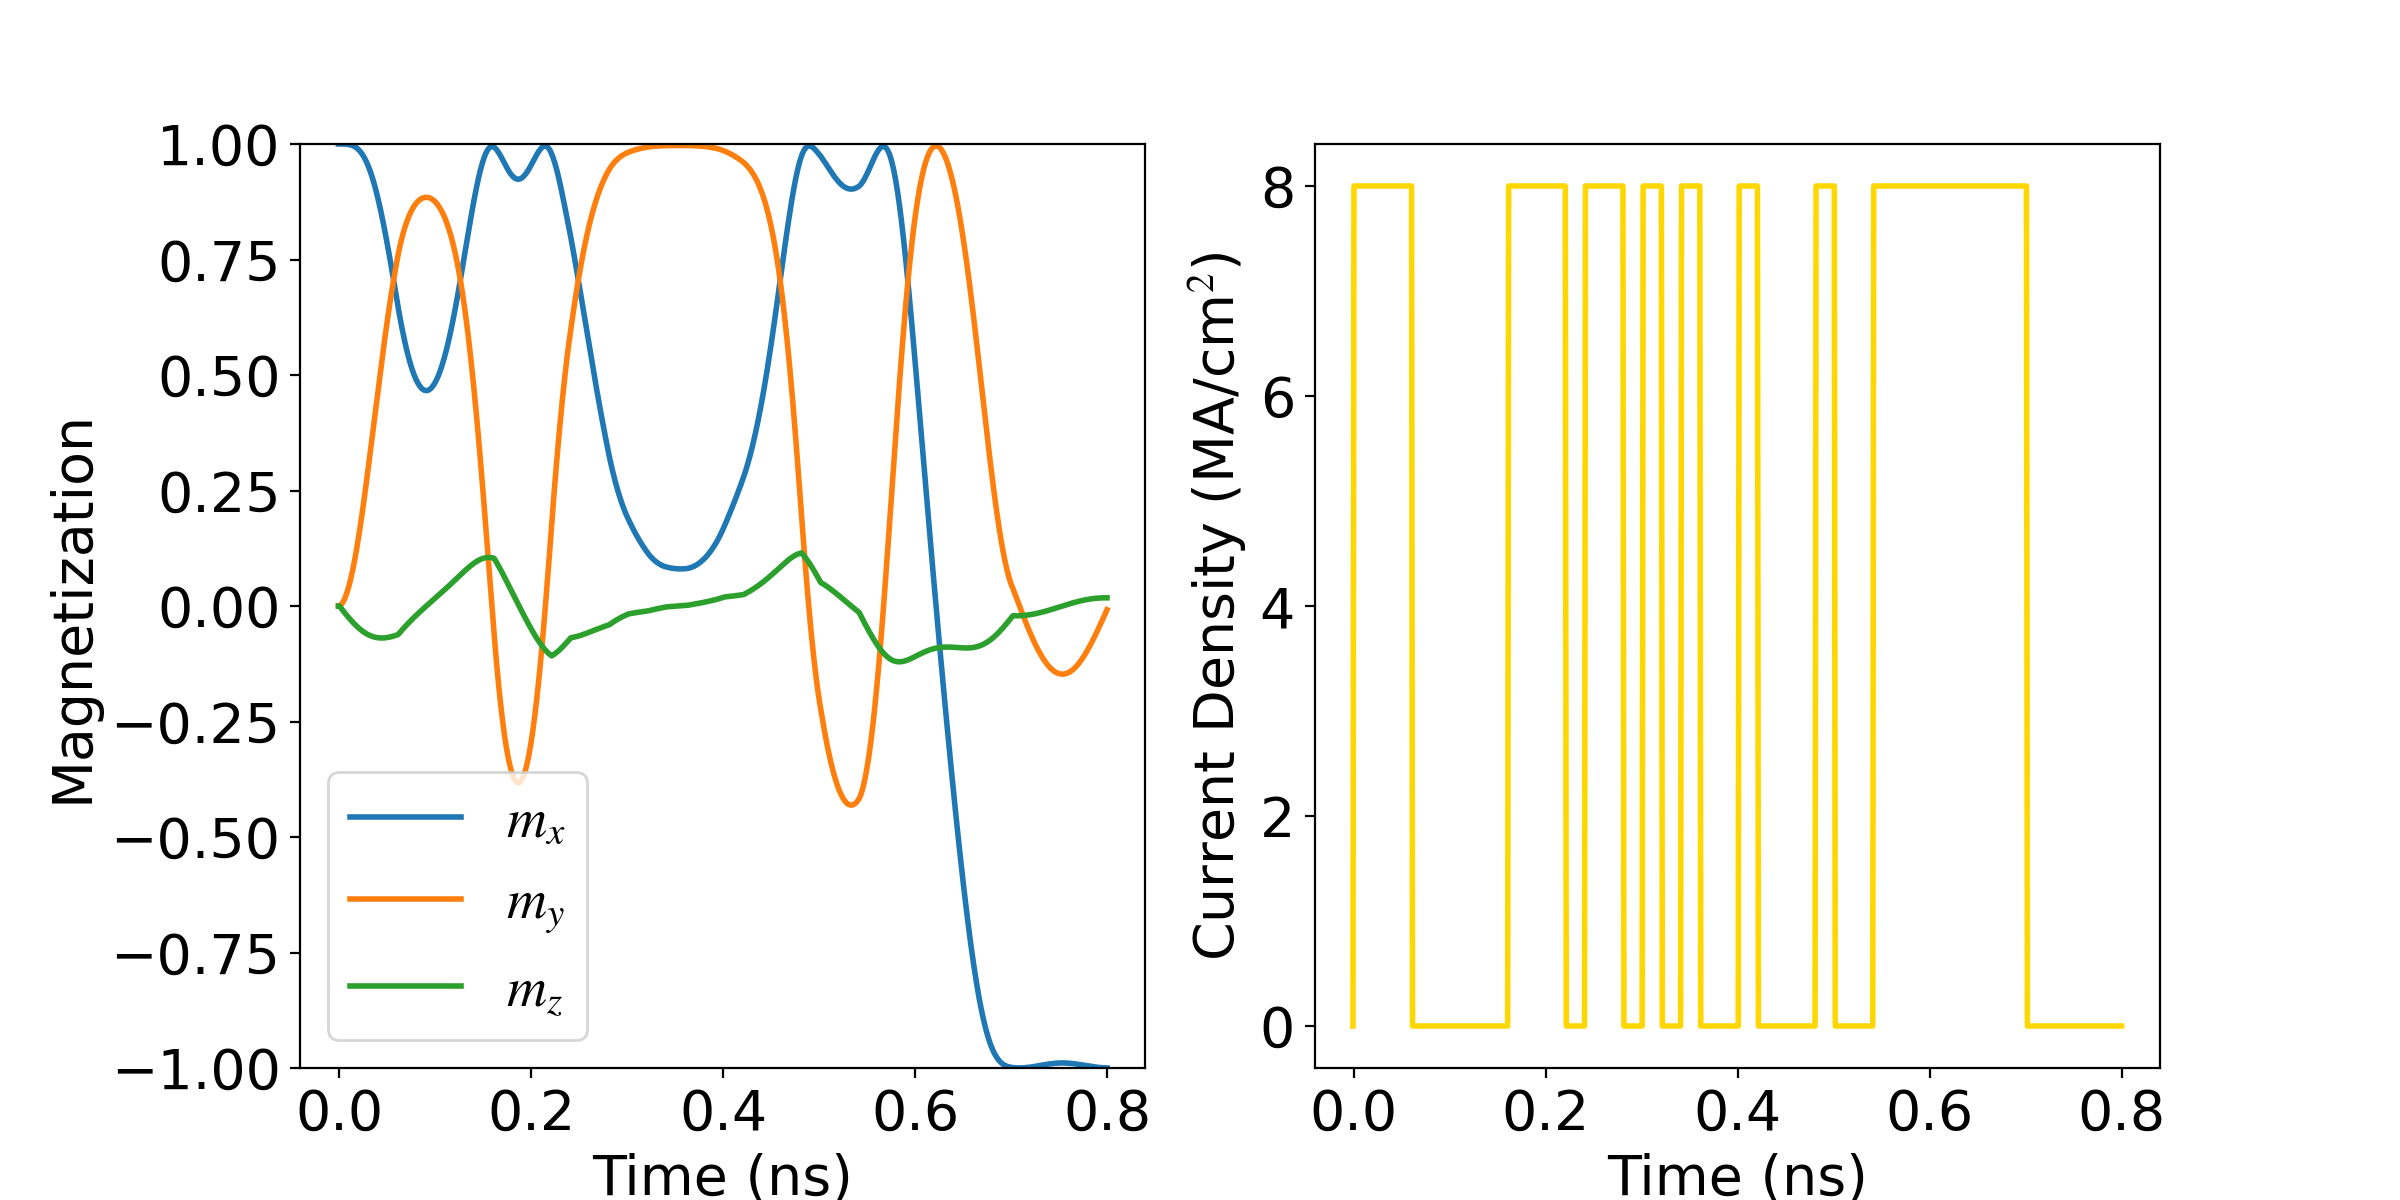 Magnetization
1.00
0.75
0.50
0.25
0.00
−0.25
−0.50
−0.75
−1.00
m_x
m_y
m_z
0.0 0.2 0.4 0.6 0.8
Time (ns)
Current Density (MA/cm²)
8
6
4
2
0
0.0 0.2 0.4 0.6 0.8
Time (ns)